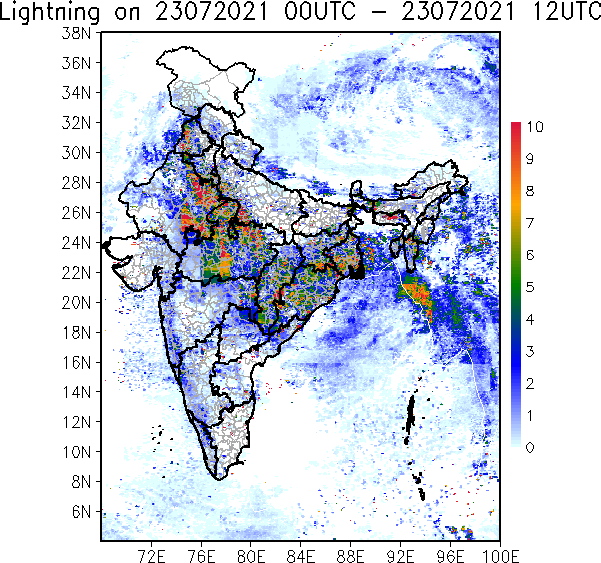 Lightning on 23072021 00UTC – 23072021 12UTC
38N
36N
34N
32N
30N
28N
26N
24N
22N
20N
18N
16N
14N
12N
10N
8N
6N
72E 76E 80E 84E 88E 92E 96E 100E
10
9
8
7
6
5
4
3
2
1
0